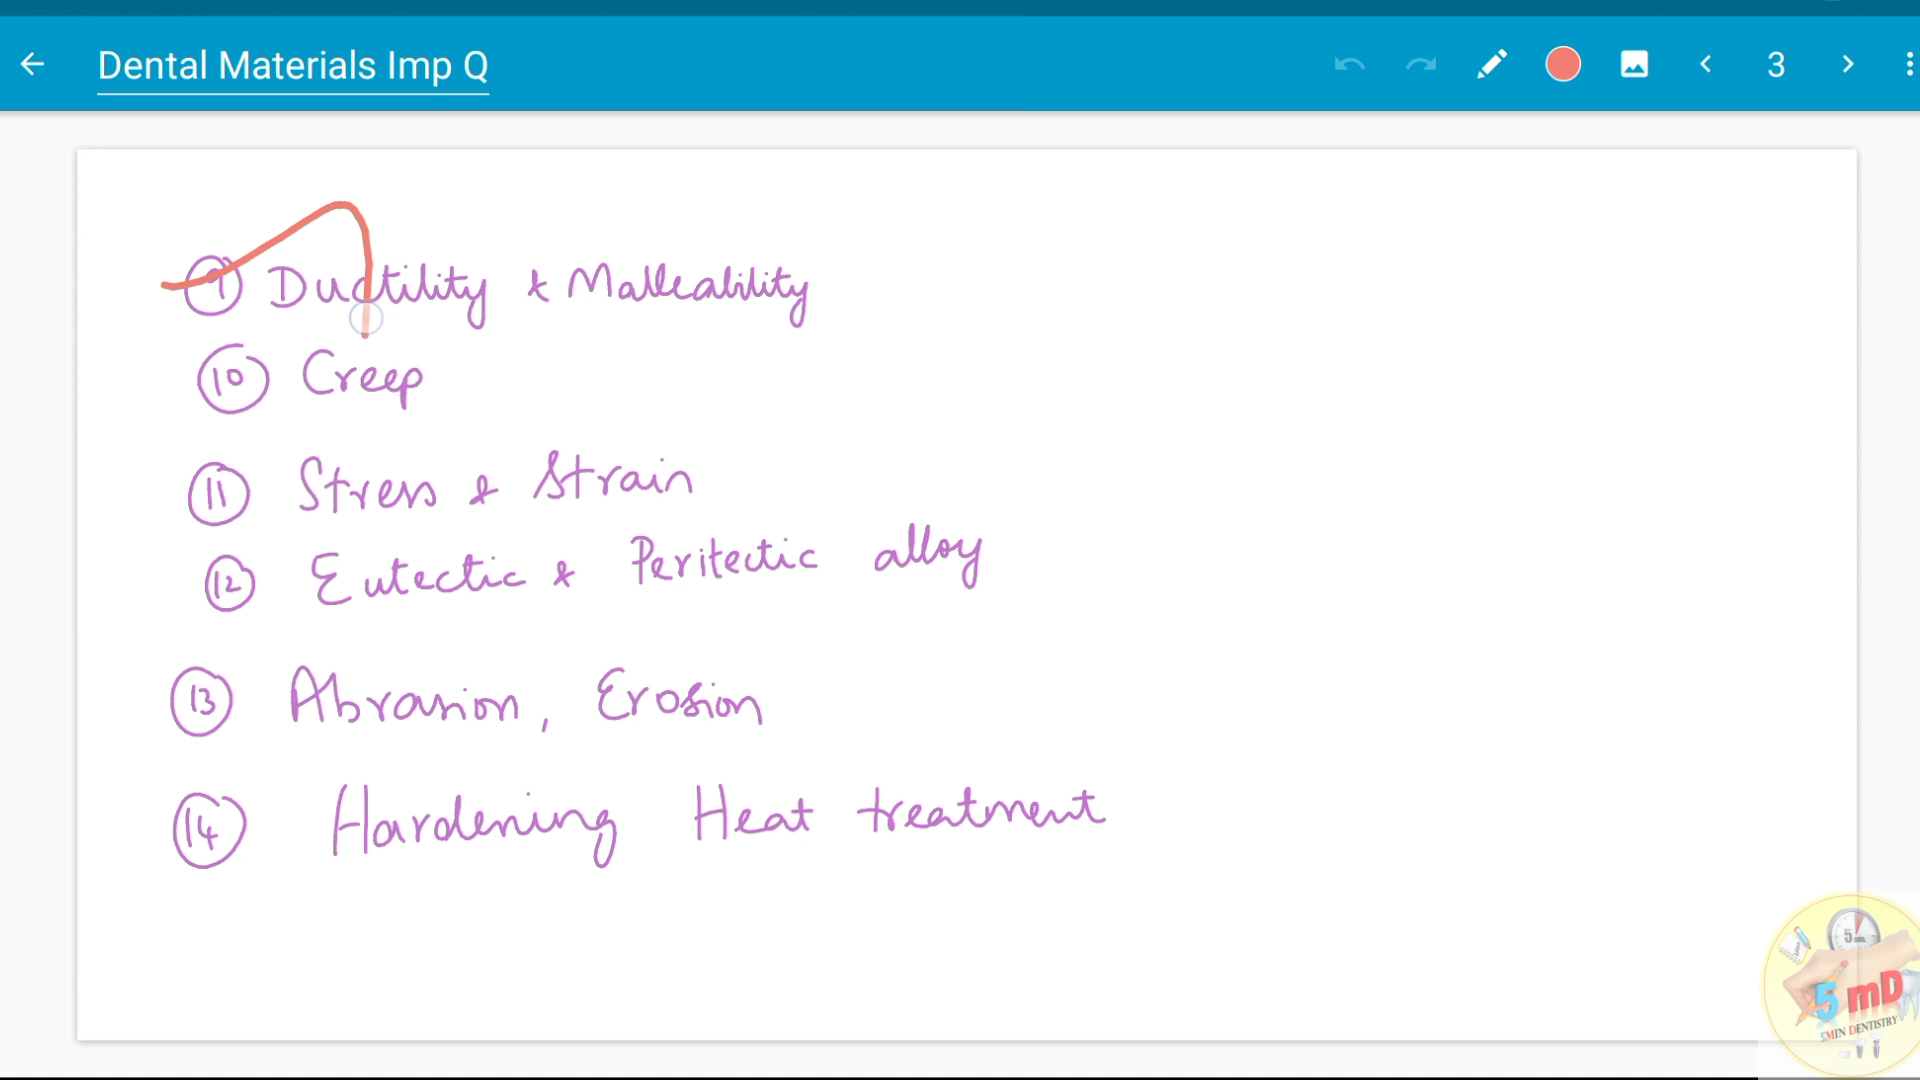 Dental Materials Imp Q
3
9 Ductility & Malleability
10 Creep
11 Stress & Strain
12 Eutectic & Peritectic alloy
13 Abrasion, Erosion
14 Hardening Heat treatment
5
5 mD
5MIN DENTISTRY